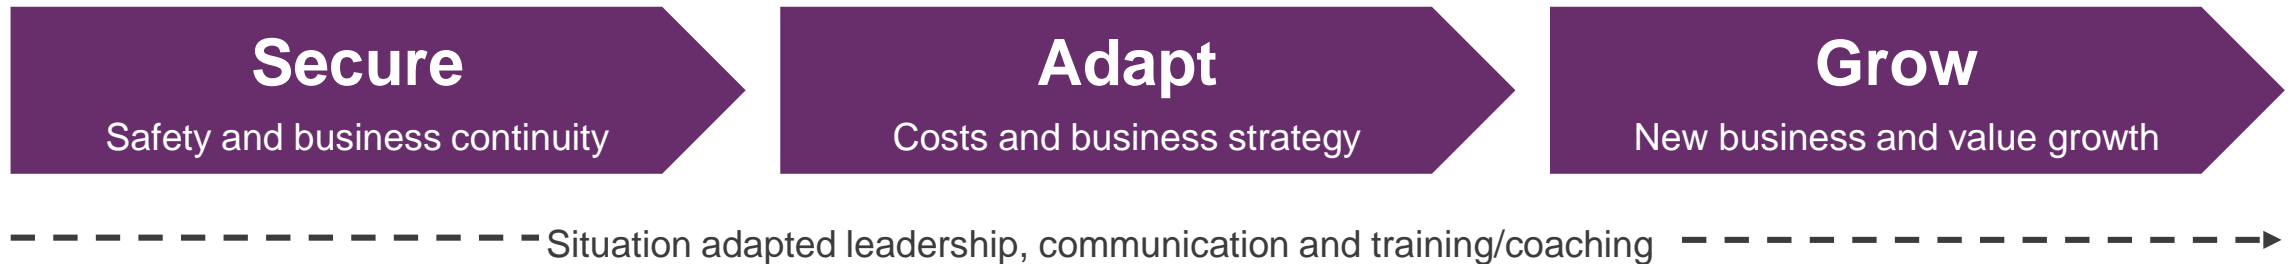 Secure
Safety and business continuity
Adapt
Costs and business strategy
Grow
New business and value growth
Situation adapted leadership, communication and training/coaching